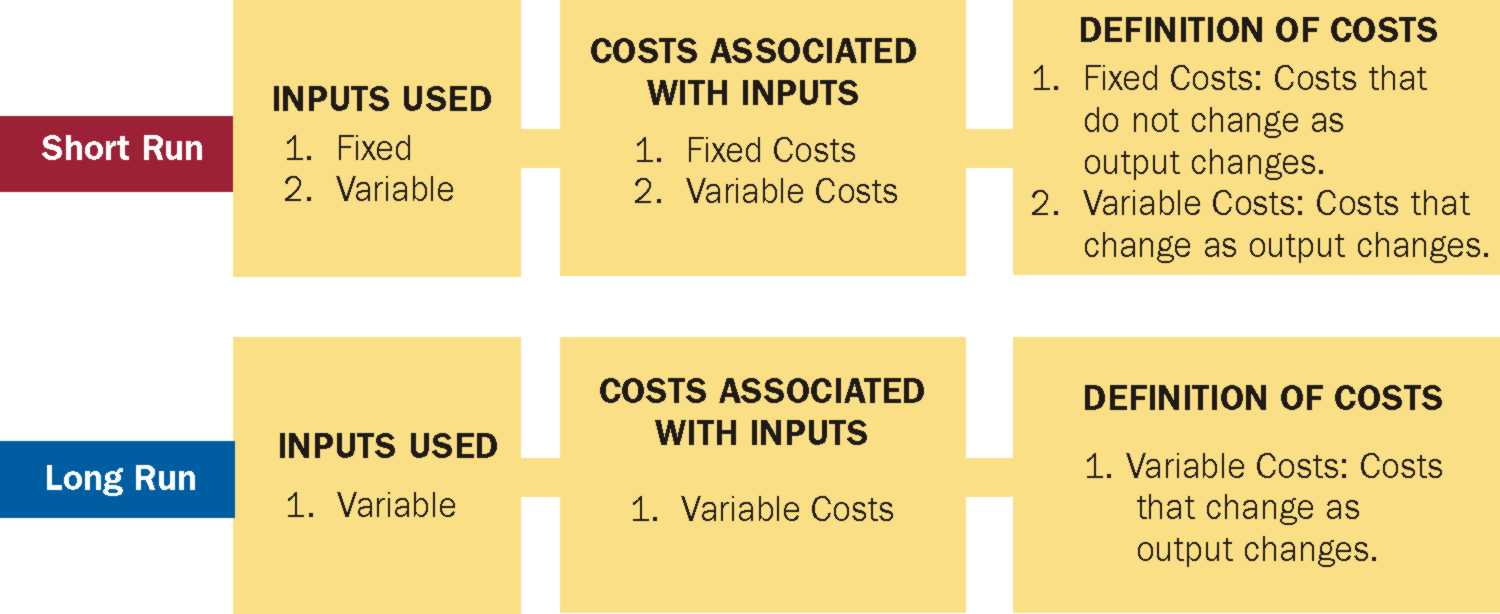 Short Run
INPUTS USED
1. Fixed
2. Variable
COSTS ASSOCIATED
WITH INPUTS
1. Fixed Costs
2. Variable Costs
DEFINITION OF COSTS
1. Fixed Costs: Costs that
do not change as
output changes.
2. Variable Costs: Costs that
change as output changes.
Long Run
INPUTS USED
1. Variable
COSTS ASSOCIATED
WITH INPUTS
1. Variable Costs
DEFINITION OF COSTS
1. Variable Costs: Costs
that change as
output changes.